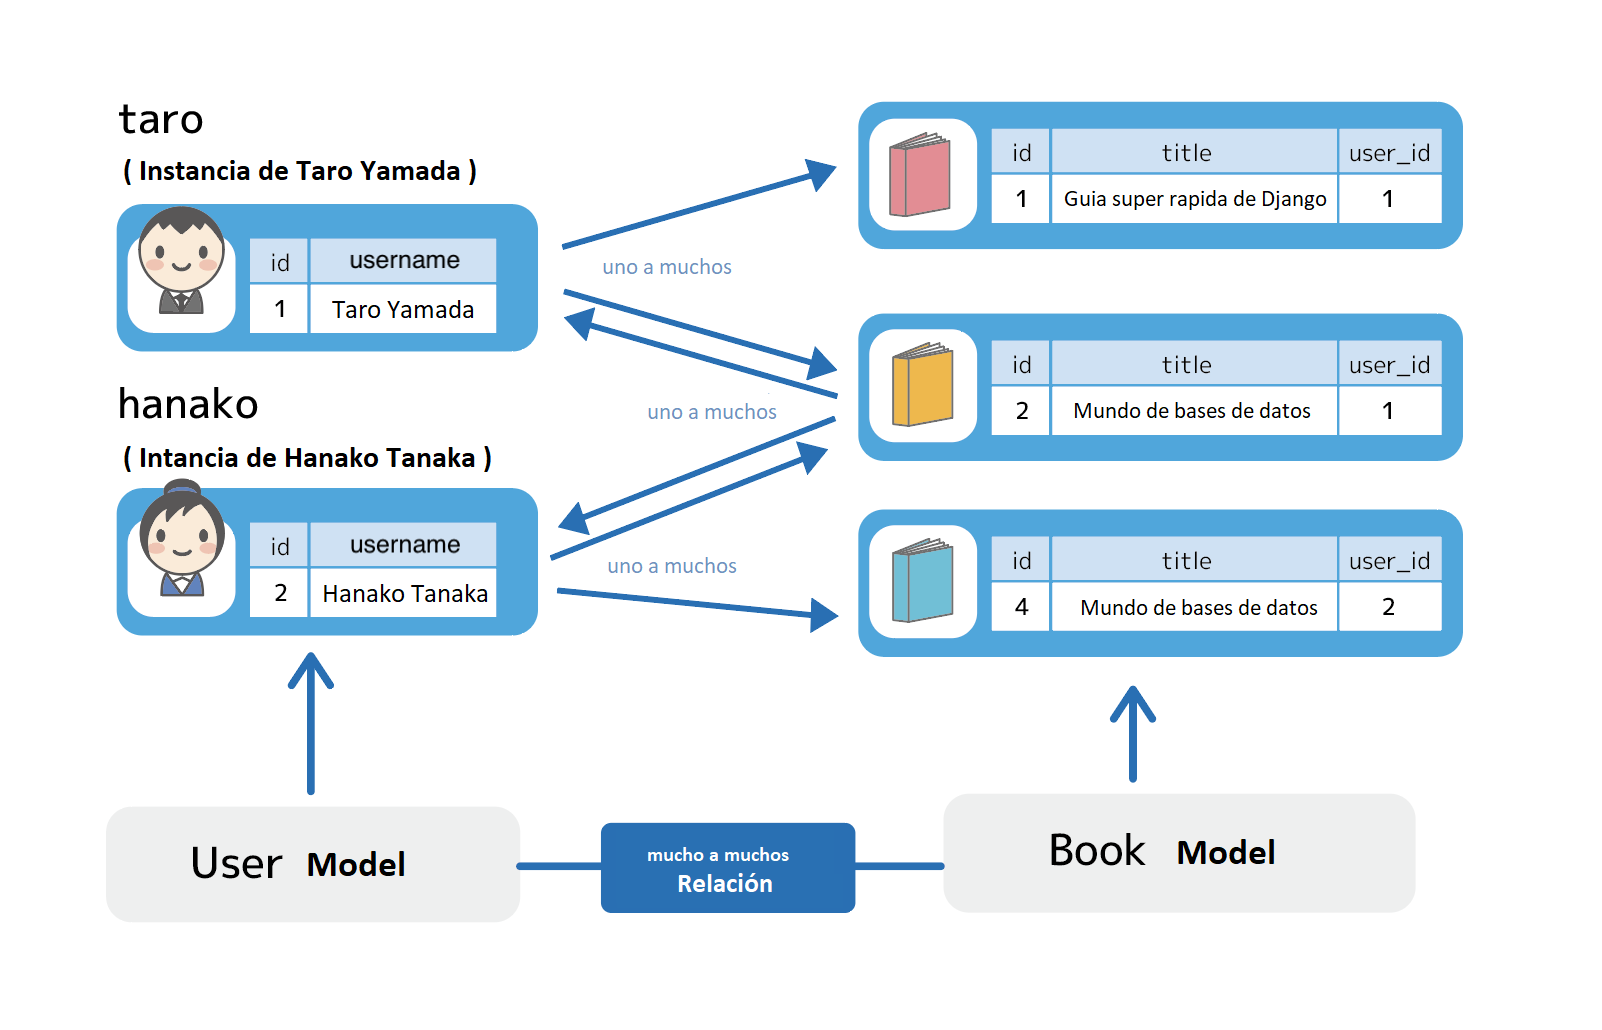 taro
( Instancia de Taro Yamada )
id username
1 Taro Yamada
hanako
( Intancia de Hanako Tanaka )
id username
2 Hanako Tanaka
uno a muchos
uno a muchos
uno a muchos
id title user_id
1 Guia super rapida de Django 1
id title user_id
2 Mundo de bases de datos 1
id title user_id
4 Mundo de bases de datos 2
User Model
mucho a muchos
Relación
Book Model